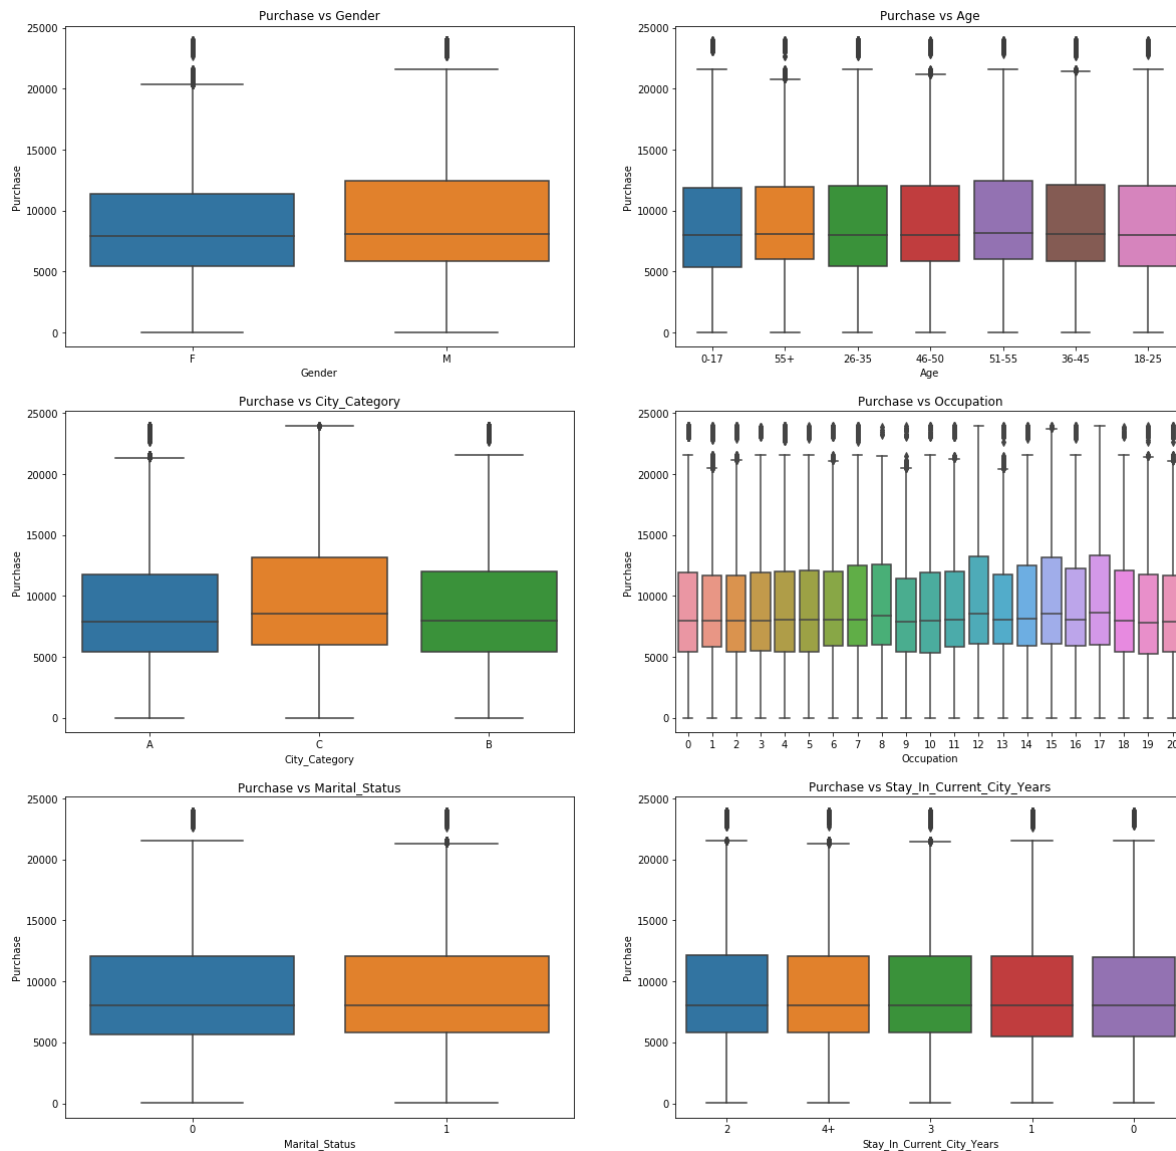 Purchase vs Gender
25000
20000
15000
10000
5000
0
Purchase
F M
Gender
Purchase vs Age
25000
20000
15000
10000
5000
0
Purchase
0-17 55+ 26-35 46-50 51-55 36-45 18-25
Age
Purchase vs City_Category
25000
20000
15000
10000
5000
0
Purchase
A C B
City_Category
Purchase vs Occupation
25000
20000
15000
10000
5000
0
Purchase
0 1 2 3 4 5 6 7 8 9 10 11 12 13 14 15 16 17 18 19 20
Occupation
Purchase vs Marital_Status
25000
20000
15000
10000
5000
0
Purchase
0 1
Marital_Status
Purchase vs Stay_In_Current_City_Years
25000
20000
15000
10000
5000
0
Purchase
2 4+ 3 1 0
Stay_In_Current_City_Years